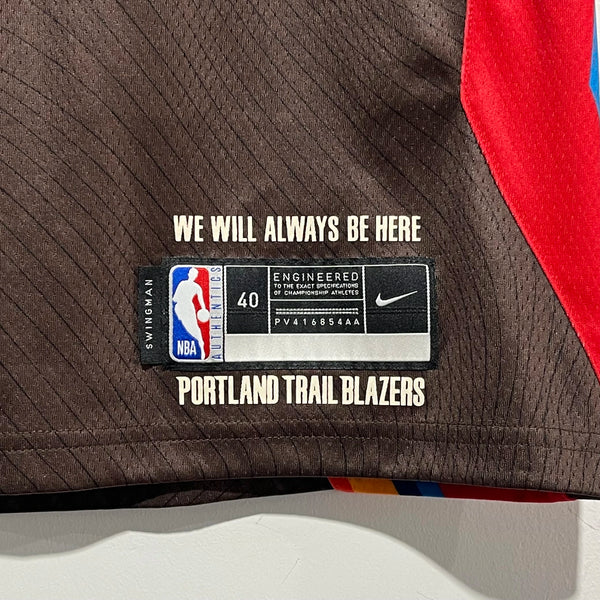 WE WILL ALWAYS BE HERE
SWINGMAN
NBA
AUTHENTICS
40
ENGINEERED
TO THE EXACT SPECIFICATIONS
OF CHAMPIONSHIP ATHLETES
PV416854AA
PORTLAND TRAIL BLAZERS